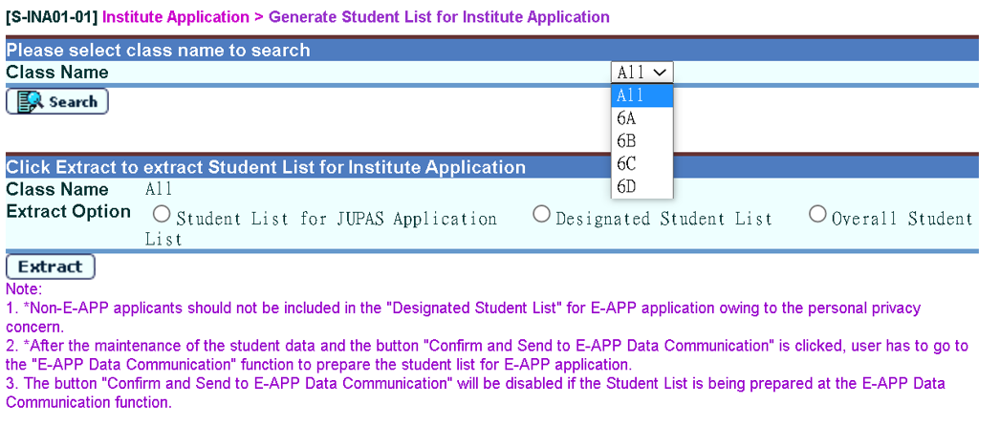 [S-INA01-01] Institute Application > Generate Student List for Institute Application
Please select class name to search
Class Name All
All
6A
6B
6C
6D
Search
Click Extract to extract Student List for Institute Application
Class Name All
Extract Option Student List for JUPAS Application Designated Student List Overall Student
List
Extract
Note:
1. *Non-E-APP applicants should not be included in the "Designated Student List" for E-APP application owing to the personal privacy
concern.
2. *After the maintenance of the student data and the button "Confirm and Send to E-APP Data Communication" is clicked, user has to go to
the "E-APP Data Communication" function to prepare the student list for E-APP application.
3. The button "Confirm and Send to E-APP Data Communication" will be disabled if the Student List is being prepared at the E-APP Data
Communication function.